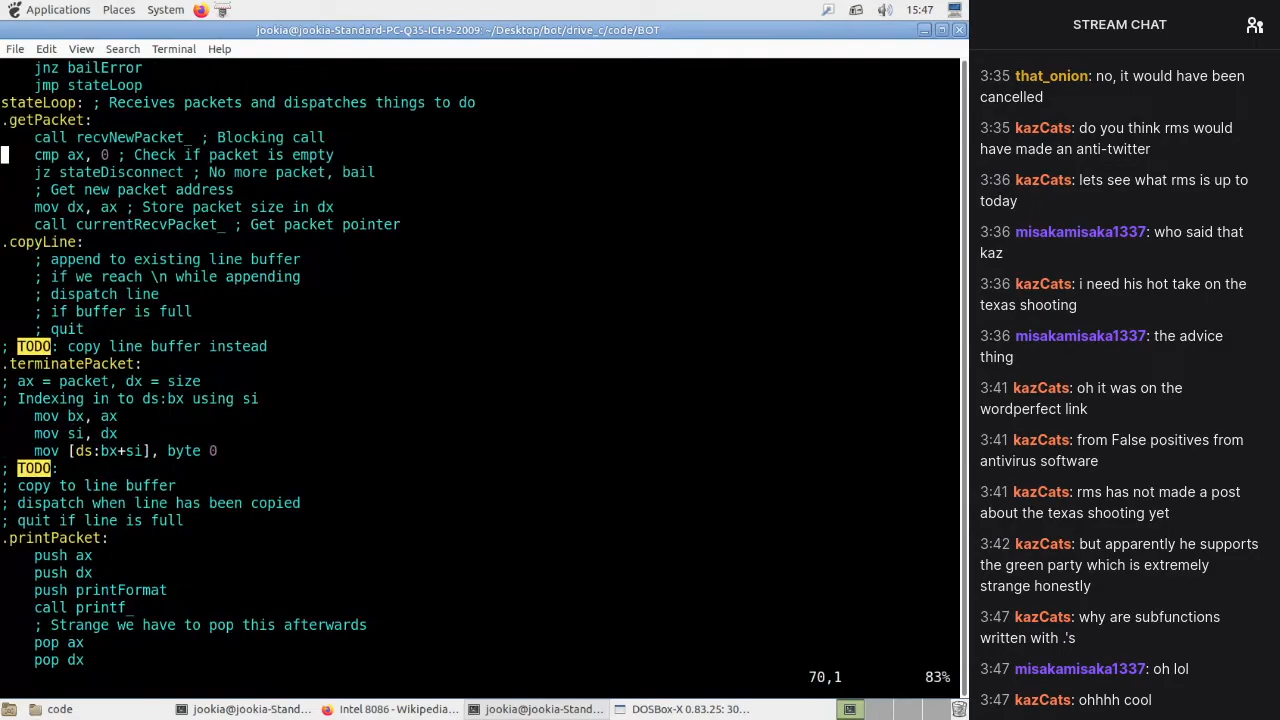 Applications Places System 15:47
jookia@jookia-Standard-PC-Q35-ICH9-2009: ~/Desktop/bot/drive_c/code/BOT
File Edit View Search Terminal Help
jnz bailError
jmp stateLoop
stateLoop: ; Receives packets and dispatches things to do
.getPacket:
call recvNewPacket_ ; Blocking call
cmp ax, 0 ; Check if packet is empty
jz stateDisconnect ; No more packet, bail
; Get new packet address
mov dx, ax ; Store packet size in dx
call currentRecvPacket_ ; Get packet pointer
.copyLine:
; append to existing line buffer
; if we reach \n while appending
; dispatch line
; if buffer is full
; quit
; TODO: copy line buffer instead
.terminatePacket:
; ax = packet, dx = size
; Indexing in to ds:bx using si
mov bx, ax
mov si, dx
mov [ds:bx+si], byte 0
; TODO:
; copy to line buffer
; dispatch when line has been copied
; quit if line is full
.printPacket:
push ax
push dx
push printFormat
call printf_
; Strange we have to pop this afterwards
pop ax
pop dx
70,1 83%
code jookia@jookia-Stand... Intel 8086 - Wikipedia... jookia@jookia-Stand... DOSBox-X 0.83.25: 30...
STREAM CHAT
3:35 that_onion: no, it would have been
cancelled
3:35 kazCats: do you think rms would
have made an anti-twitter
3:36 kazCats: lets see what rms is up to
today
3:36 misakamisaka1337: who said that
kaz
3:36 kazCats: i need his hot take on the
texas shooting
3:36 misakamisaka1337: the advice
thing
3:41 kazCats: oh it was on the
wordperfect link
3:41 kazCats: from False positives from
antivirus software
3:41 kazCats: rms has not made a post
about the texas shooting yet
3:42 kazCats: but apparently he supports
the green party which is extremely
strange honestly
3:47 kazCats: why are subfunctions
written with .'s
3:47 misakamisaka1337: oh lol
3:47 kazCats: ohhhh cool